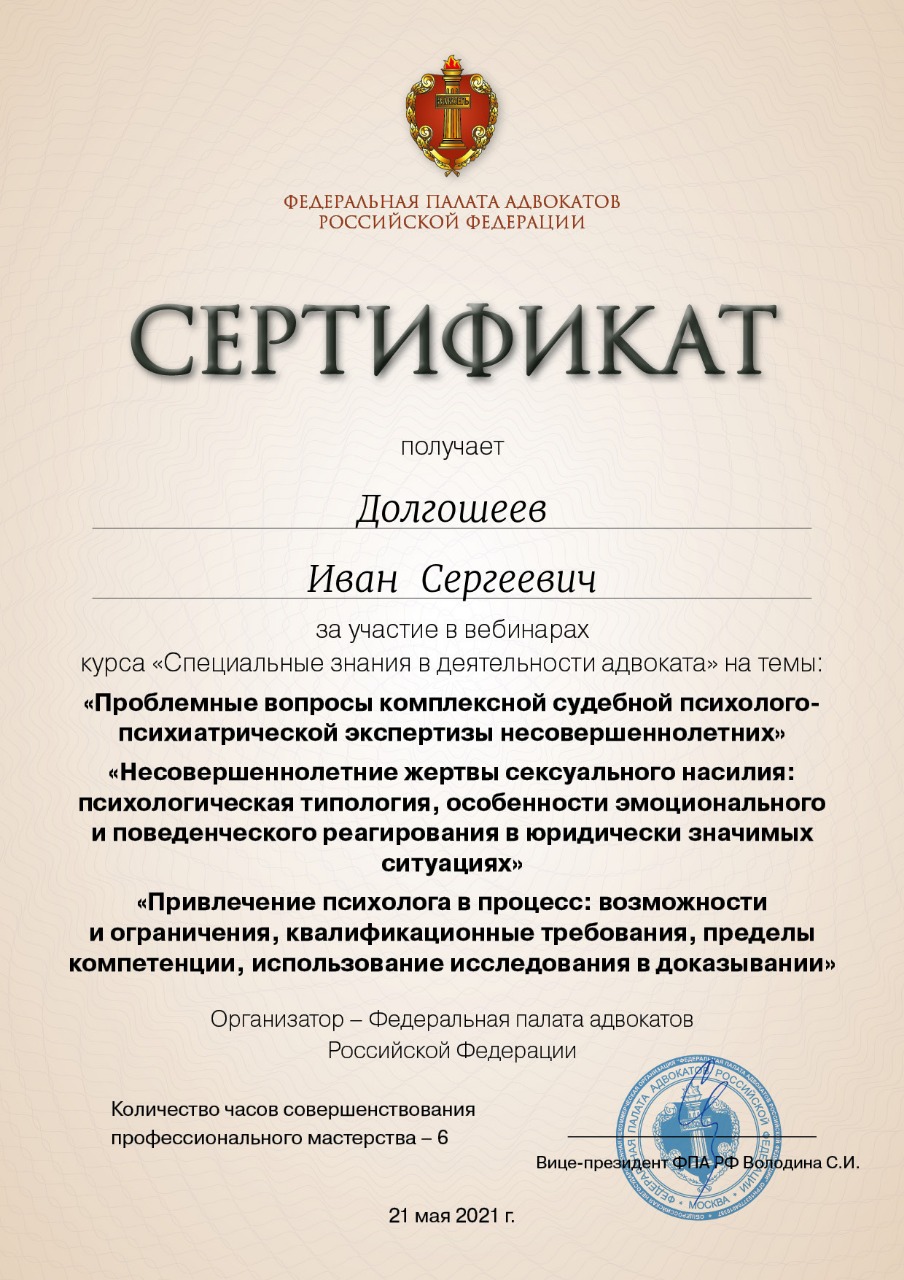 ЗАКОНЪ
ФЕДЕРАЛЬНАЯ ПАЛАТА АДВОКАТОВ
РОССИЙСКОЙ ФЕДЕРАЦИИ
СЕРТИФИКАТ
получает
Долгошеев
Иван Сергеевич
за участие в вебинарах
курса «Специальные знания в деятельности адвоката» на темы:
«Проблемные вопросы комплексной судебной психолого-
психиатрической экспертизы несовершеннолетних»
«Несовершеннолетние жертвы сексуального насилия:
психологическая типология, особенности эмоционального
и поведенческого реагирования в юридически значимых
ситуациях»
«Привлечение психолога в процесс: возможности
и ограничения, квалификационные требования, пределы
компетенции, использование исследования в доказывании»
Организатор – Федеральная палата адвокатов
Российской Федерации
Количество часов совершенствования
профессионального мастерства – 6
ФЕДЕРАЛЬНАЯ ПАЛАТА АДВОКАТОВ РОССИЙСКОЙ ФЕДЕРАЦИИ
МОСКВА
Вице-президент ФПА РФ Володина С.И.
21 мая 2021 г.